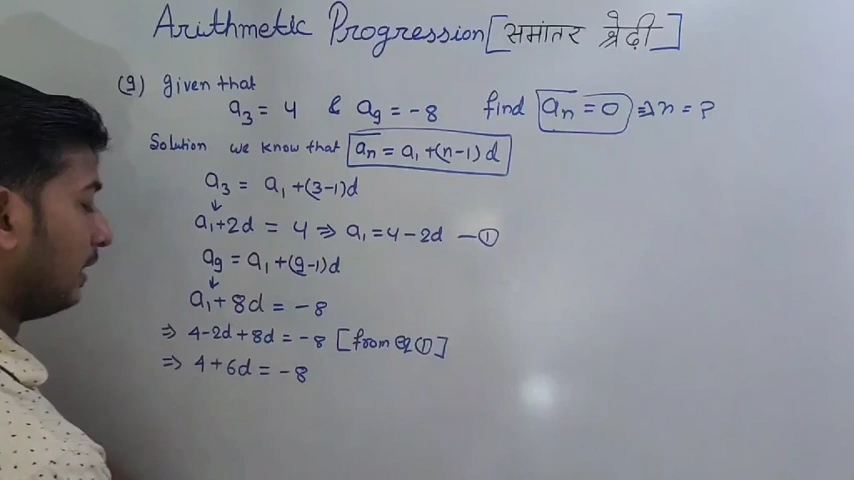 Arithmetic Progression [समांतर श्रेढ़ी]
(9) Given that
a₃ = 4 & a₉ = -8 find aₙ = 0 ⇒ n = ?
Solution we know that aₙ = a₁ + (n-1)d
a₃ = a₁ + (3-1)d
↓
a₁ + 2d = 4 ⇒ a₁ = 4 - 2d —①
a₉ = a₁ + (9-1)d
↓
a₁ + 8d = -8
⇒ 4 - 2d + 8d = -8 [from eq ①]
⇒ 4 + 6d = -8